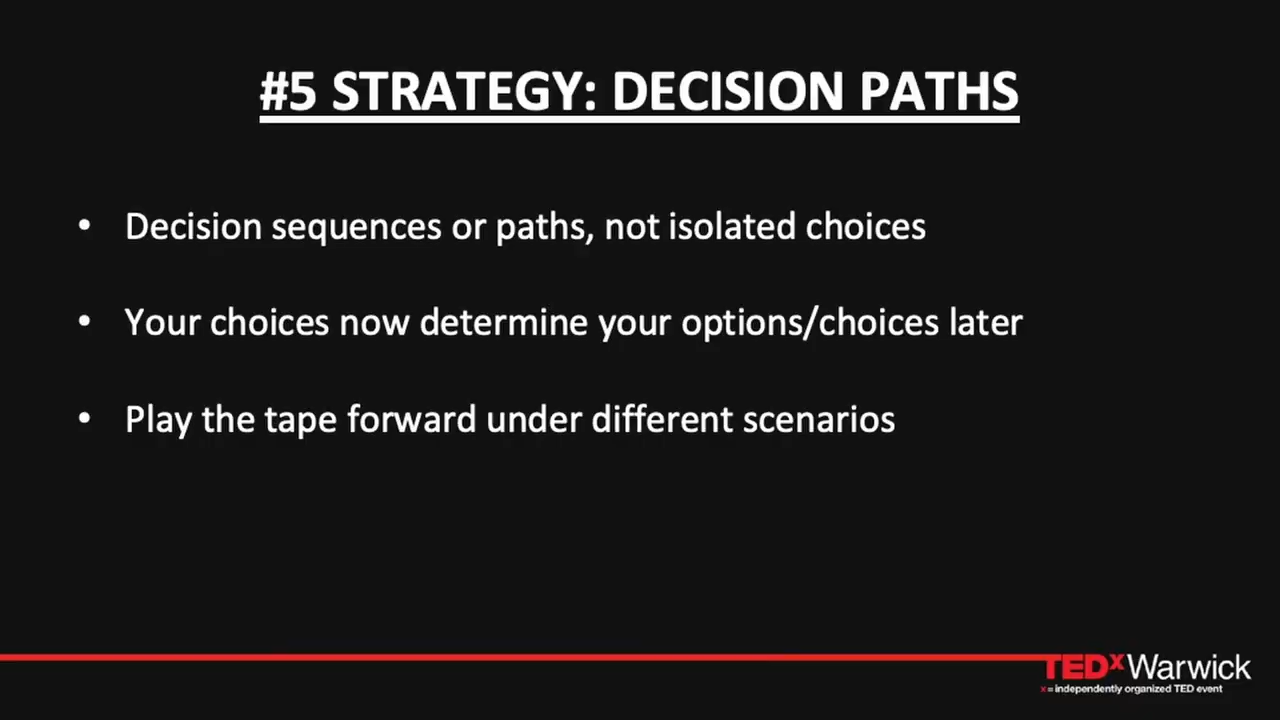 #5 STRATEGY: DECISION PATHS
• Decision sequences or paths, not isolated choices
• Your choices now determine your options/choices later
• Play the tape forward under different scenarios
TEDxWarwick
x = independently organized TED event